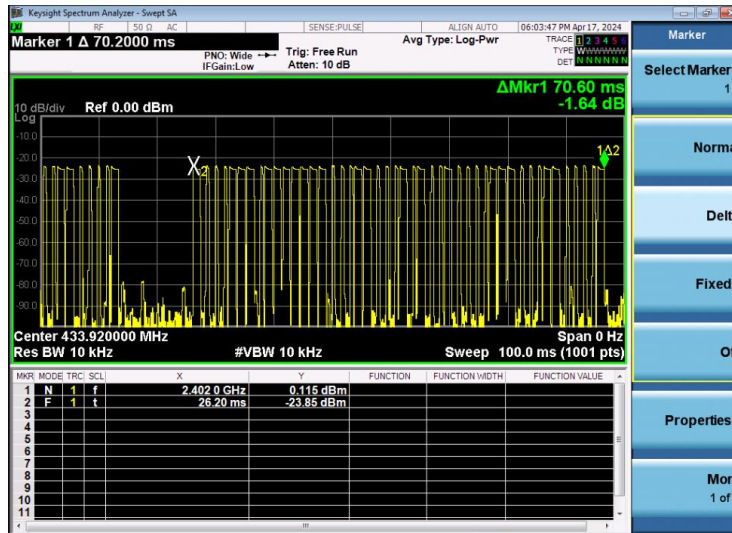 Keysight Spectrum Analyzer - Swept SA
RF 50 Ω AC SENSE:PULSE ALIGN AUTO 06:03:47 PM Apr 17, 2024
Marker 1 Δ 70.2000 ms
PNO: Wide Trig: Free Run Avg Type: Log-Pwr TRACE 1 2 3 4 5 6
TYPE W
IFGain:Low Atten: 10 dB DET N N N N N N
ΔMkr1 70.60 ms
-1.64 dB
10 dB/div Ref 0.00 dBm
Log
-10.0
-20.0
-30.0
-40.0
-50.0
-60.0
-70.0
-80.0
-90.0
X2
1Δ2
Center 433.920000 MHz Span 0 Hz
Res BW 10 kHz #VBW 10 kHz Sweep 100.0 ms (1001 pts)
MKR MODE TRC SCL X Y FUNCTION FUNCTION WIDTH FUNCTION VALUE
1 N 1 f 2.402 0 GHz 0.115 dBm
2 F 1 t 26.20 ms -23.85 dBm
3
4
5
6
7
8
9
10
11
Marker
Select Marker
1
Norma
Delt
Fixed
Of
Properties
Mor
1 of